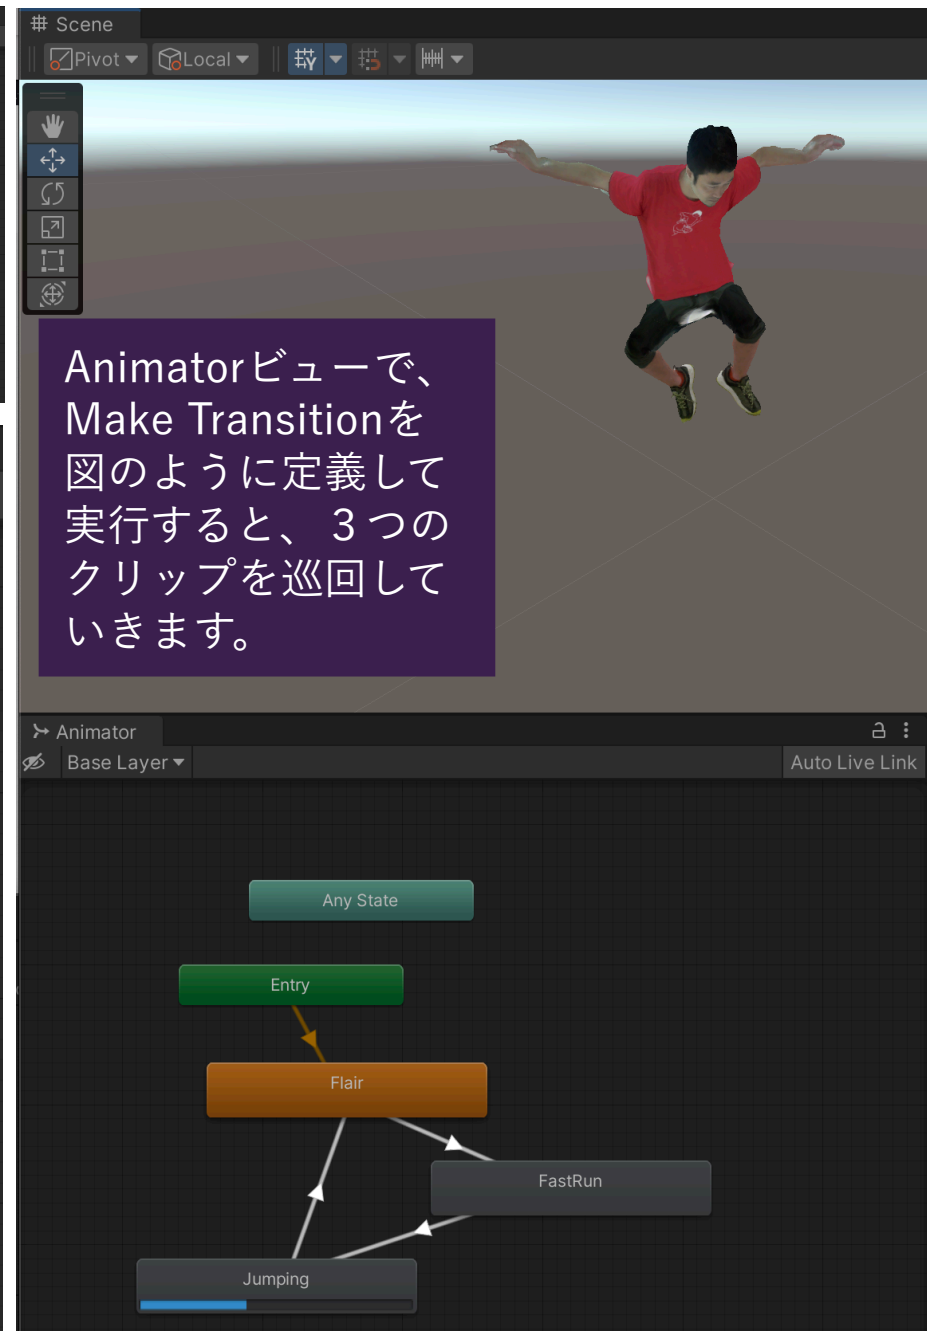 Scene
Pivot
Local
Animatorビューで、
Make Transitionを
図のように定義して
実行すると、３つの
クリップを巡回して
いきます。
Animator
Base Layer
Auto Live Link
Any State
Entry
Flair
FastRun
Jumping